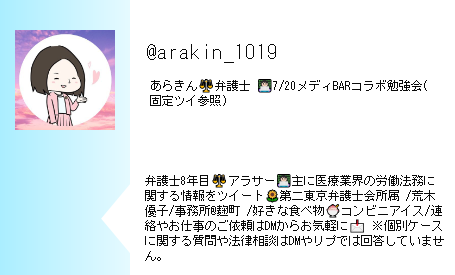 @arakin_1019
あらきん⚖️弁護士 👩‍⚕️7/20メディBARコラボ勉強会(
固定ツイ参照)
弁護士8年目⚖️アラサー👩‍⚕️主に医療業界の労働法務に
関する情報をツイート🌻第二東京弁護士会所属 /荒木
優子/事務所@麹町 /好きな食べ物🍧コンビニアイス/連
絡やお仕事のご依頼はDMからお気軽に📩 ※個別ケース
に関する質問や法律相談はDMやリプでは回答していませ
ん。